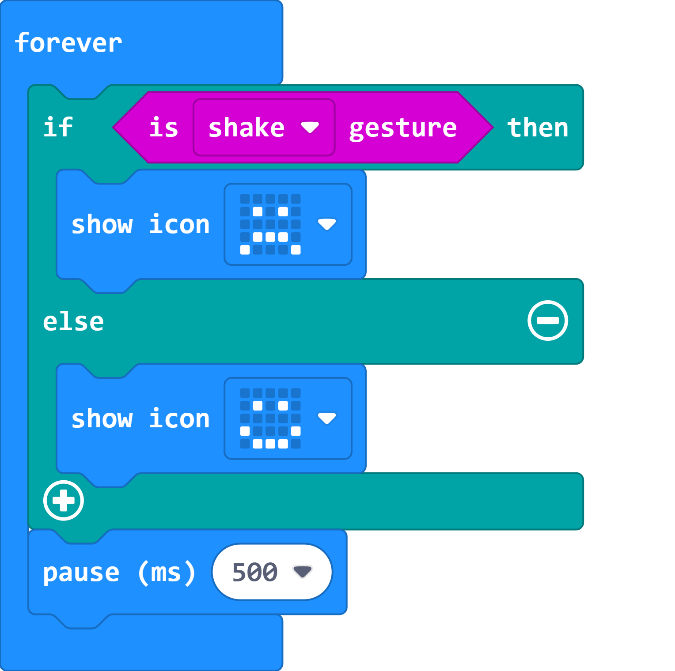 forever
if is shake gesture then
show icon
else
show icon
pause (ms) 500